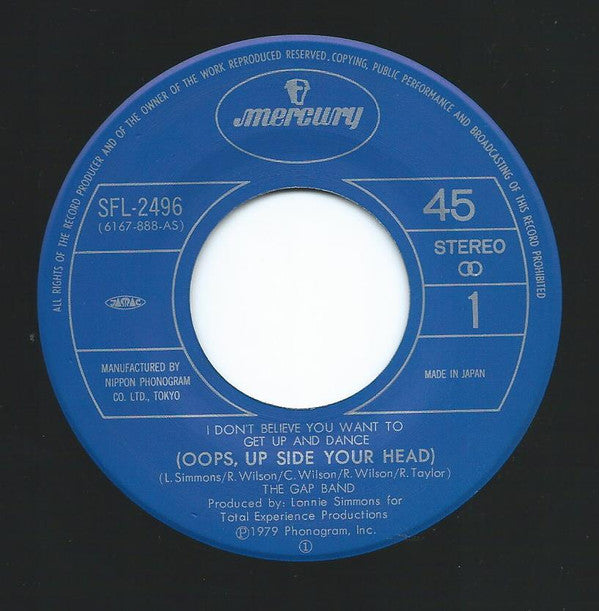 ALL RIGHTS OF THE RECORD PRODUCER AND OF THE OWNER OF THE WORK REPRODUCED RESERVED. COPYING, PUBLIC PERFORMANCE AND BROADCASTING OF THIS RECORD PROHIBITED
mercury
SFL-2496
(6167-888-AS)
45
STEREO
1
JASRAC
MANUFACTURED BY
NIPPON PHONOGRAM
CO. LTD., TOKYO
MADE IN JAPAN
I DON'T BELIEVE YOU WANT TO
GET UP AND DANCE
(OOPS, UP SIDE YOUR HEAD)
(L. Simmons/R. Wilson/C. Wilson/R. Wilson/R. Taylor)
THE GAP BAND
Produced by: Lonnie Simmons for
Total Experience Productions
Ⓟ1979 Phonogram, Inc.
①